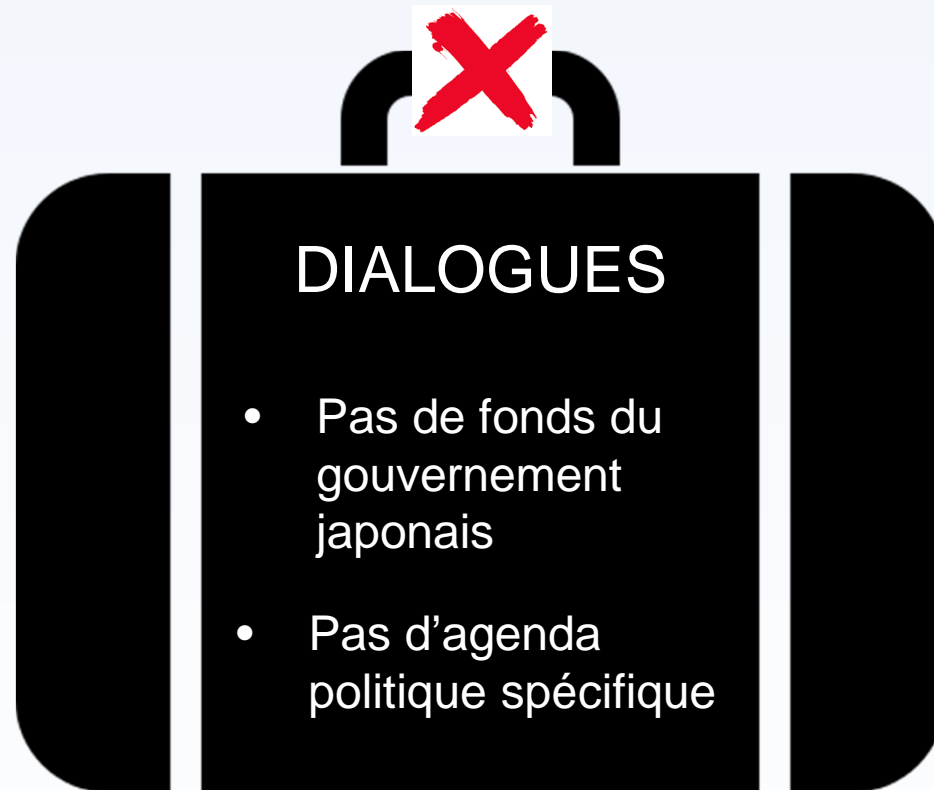 DIALOGUES
• Pas de fonds du
gouvernement
japonais
• Pas d’agenda
politique spécifique